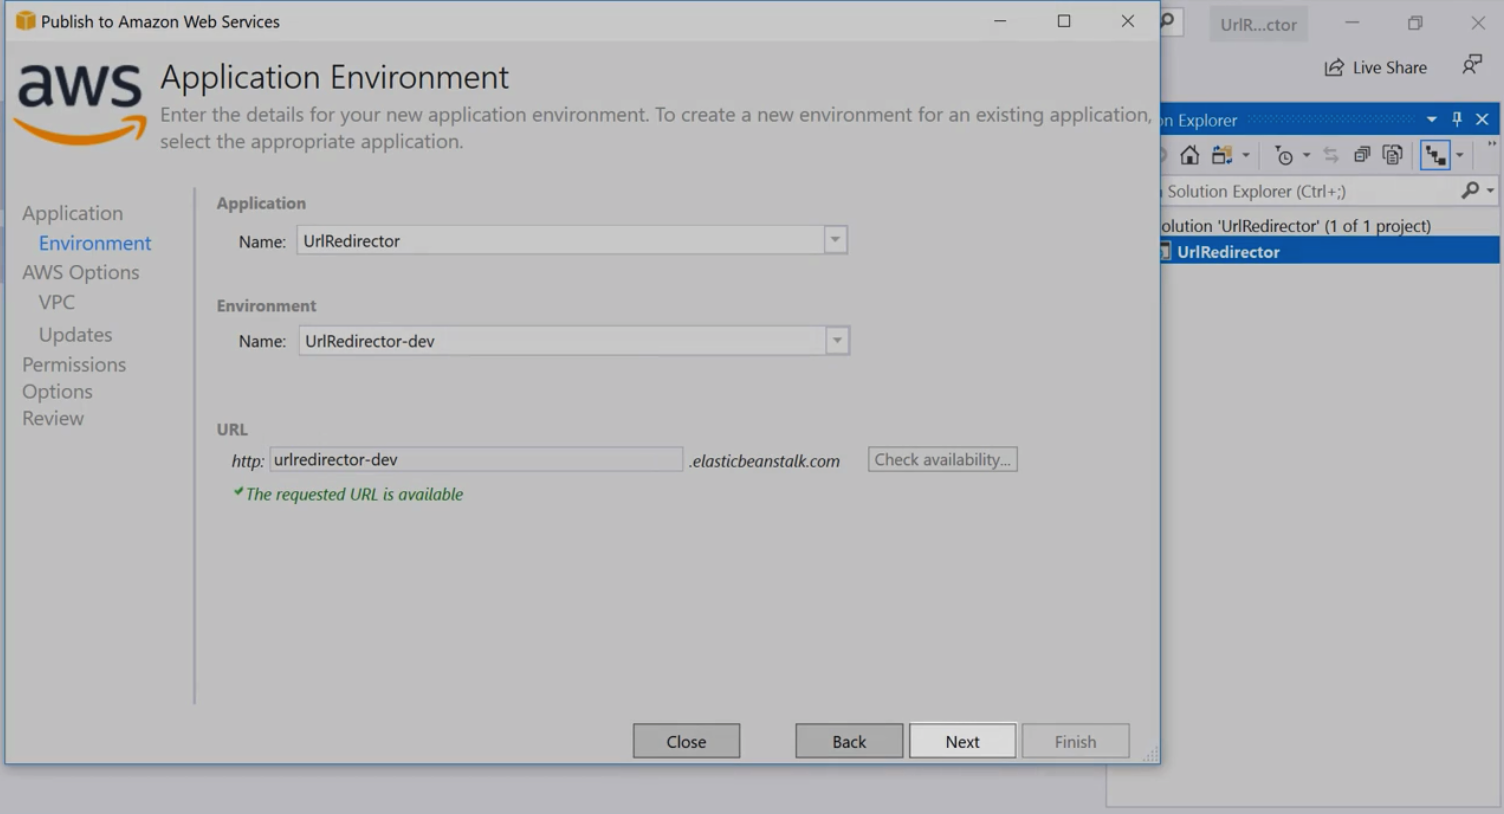 Publish to Amazon Web Services
aws
Application Environment
Enter the details for your new application environment. To create a new environment for an existing application,
select the appropriate application.
Application
Environment
AWS Options
VPC
Updates
Permissions
Options
Review
Application
Name: UrlRedirector
Environment
Name: UrlRedirector-dev
URL
http: urlredirector-dev .elasticbeanstalk.com Check availability...
The requested URL is available
Close Back Next Finish
UrlR...ctor
Live Share
on Explorer
Solution Explorer (Ctrl+;)
olution 'UrlRedirector' (1 of 1 project)
UrlRedirector